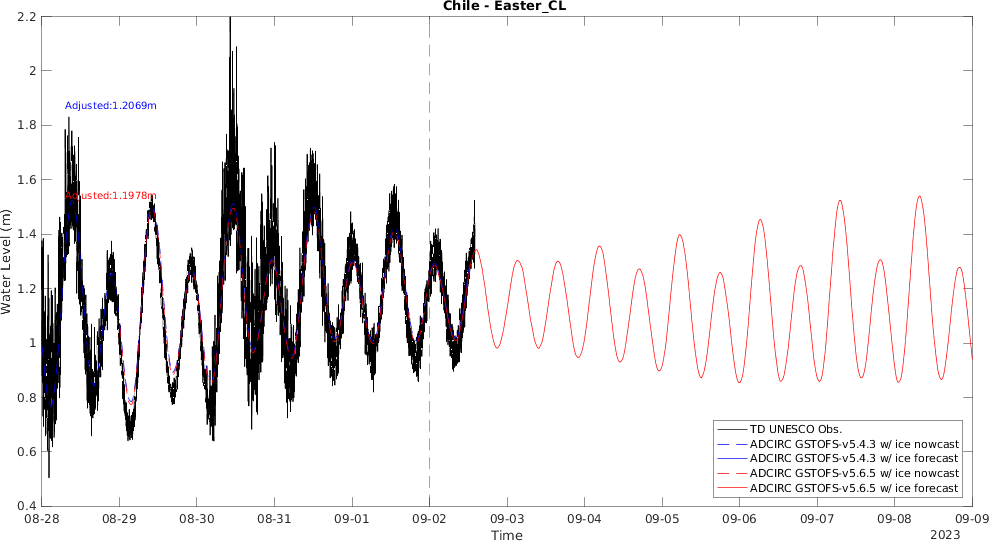 Chile - Easter_CL
2.2
2
1.8
1.6
1.4
1.2
1
0.8
0.6
0.4
Water Level (m)
Adjusted:1.2069m
Adjusted:1.1978m
TD UNESCO Obs.
ADCIRC GSTOFS-v5.4.3 w/ ice nowcast
ADCIRC GSTOFS-v5.4.3 w/ ice forecast
ADCIRC GSTOFS-v5.6.5 w/ ice nowcast
ADCIRC GSTOFS-v5.6.5 w/ ice forecast
08-28 08-29 08-30 08-31 09-01 09-02 09-03 09-04 09-05 09-06 09-07 09-08 09-09
Time
2023